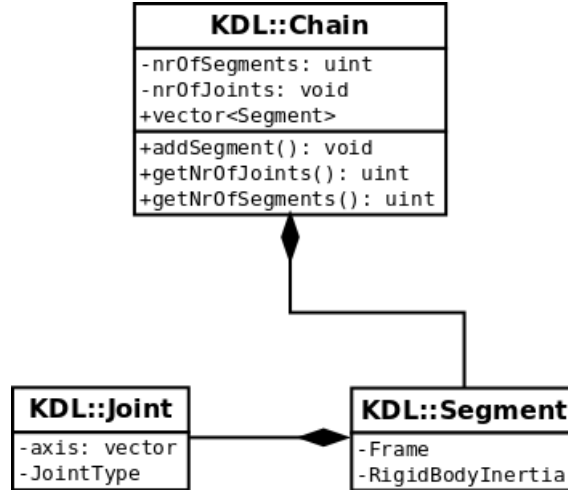 KDL::Chain
-nrOfSegments: uint
-nrOfJoints: void
+vector<Segment>
+addSegment(): void
+getNrOfJoints(): uint
+getNrOfSegments(): uint
KDL::Joint
-axis: vector
-JointType
KDL::Segment
-Frame
-RigidBodyInertia